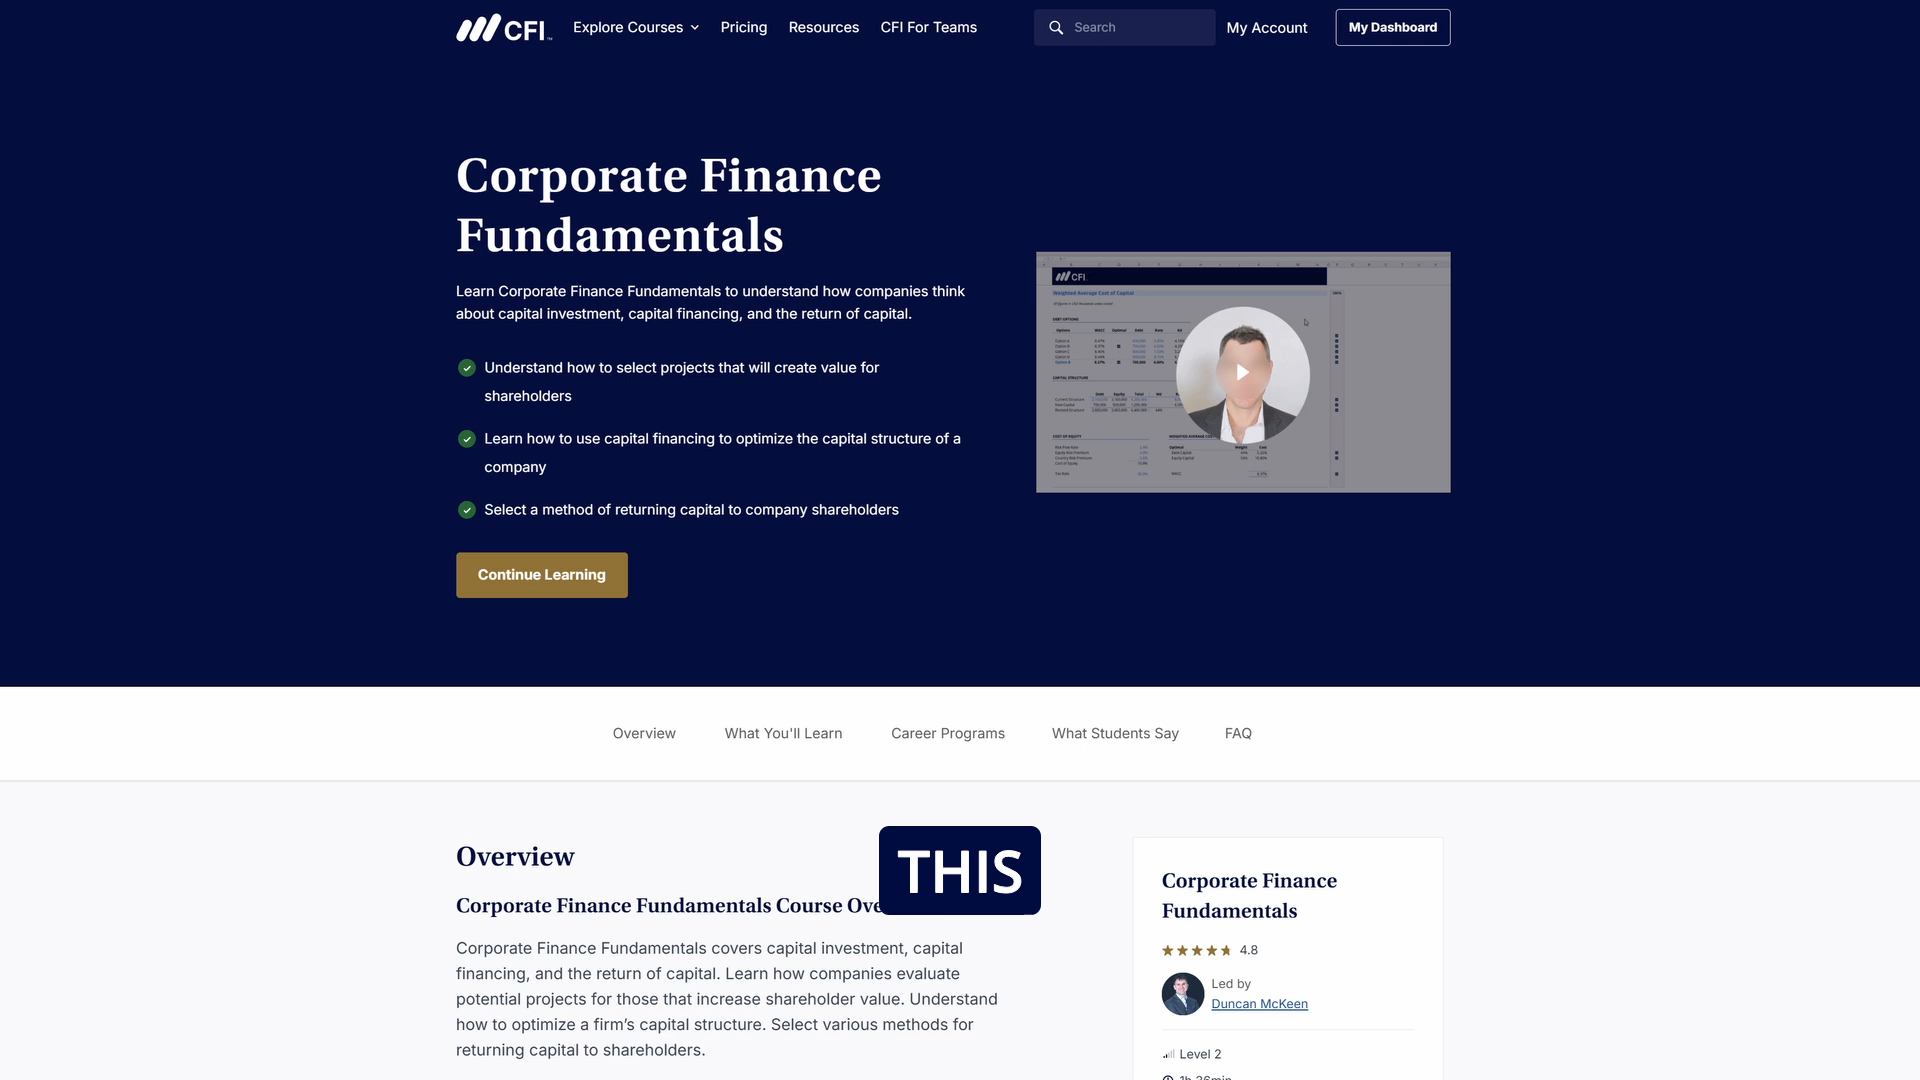 CFI
Explore Courses
Pricing
Resources
CFI For Teams
Search
My Account
My Dashboard
Corporate Finance
Fundamentals
Learn Corporate Finance Fundamentals to understand how companies think
about capital investment, capital financing, and the return of capital.
Understand how to select projects that will create value for
shareholders
Learn how to use capital financing to optimize the capital structure of a
company
Select a method of returning capital to company shareholders
Continue Learning
CFI
Weighted Average Cost of Capital
Overview
What You'll Learn
Career Programs
What Students Say
FAQ
Overview
THIS
Corporate Finance Fundamentals Course Ove
Corporate Finance Fundamentals covers capital investment, capital
financing, and the return of capital. Learn how companies evaluate
potential projects for those that increase shareholder value. Understand
how to optimize a firm’s capital structure. Select various methods for
returning capital to shareholders.
Corporate Finance
Fundamentals
4.8
Led by
Duncan McKeen
Level 2